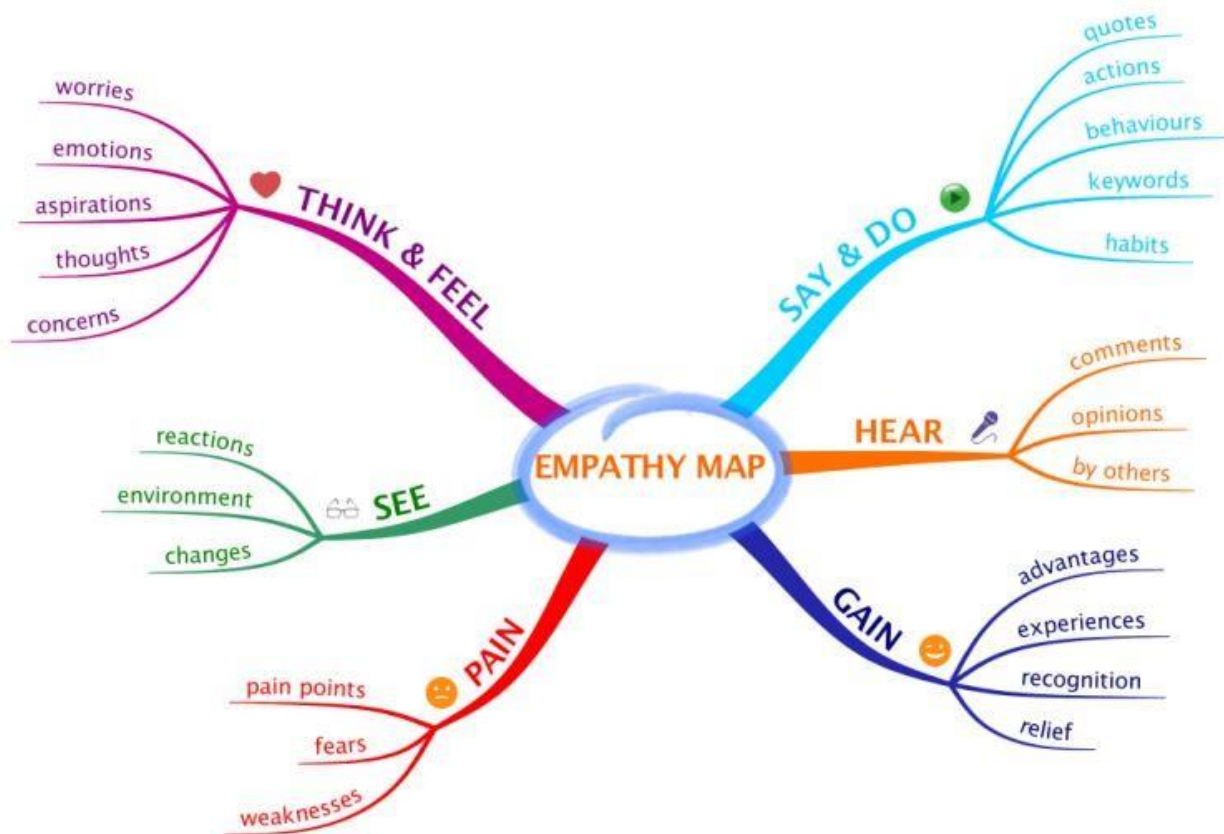 EMPATHY MAP
THINK & FEEL
worries
emotions
aspirations
thoughts
concerns
SEE
reactions
environment
changes
PAIN
pain points
fears
weaknesses
SAY & DO
quotes
actions
behaviours
keywords
habits
HEAR
comments
opinions
by others
GAIN
advantages
experiences
recognition
relief